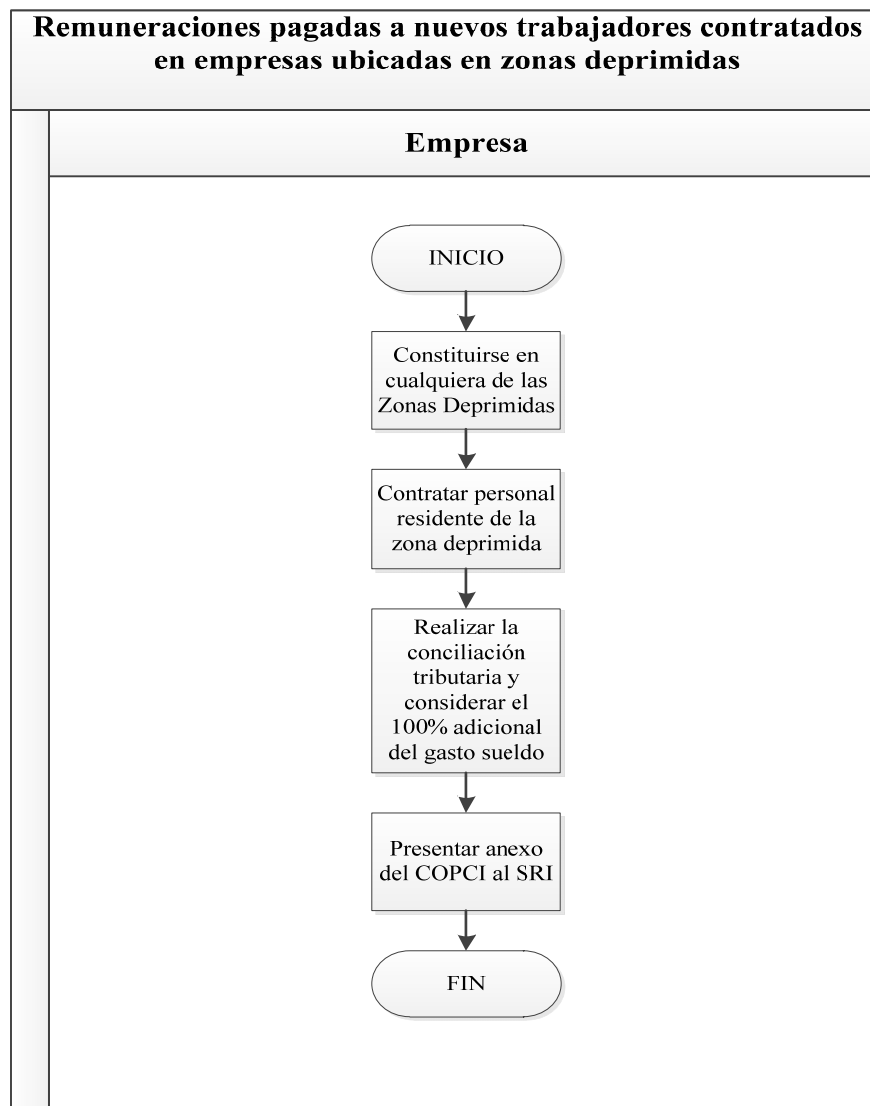 Remuneraciones pagadas a nuevos trabajadores contratados
en empresas ubicadas en zonas deprimidas
Empresa
INICIO
Constituirse en
cualquiera de las
Zonas Deprimidas
Contratar personal
residente de la
zona deprimida
Realizar la
conciliación
tributaria y
considerar el
100% adicional
del gasto sueldo
Presentar anexo
del COPCI al SRI
FIN